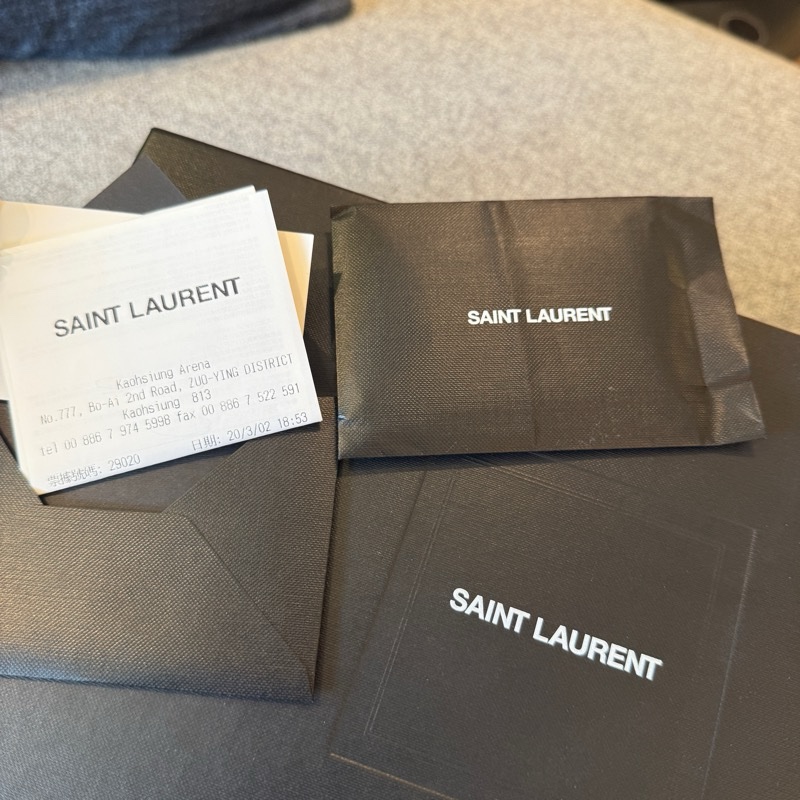 SAINT LAURENT
Kaohsiung Arena
No.777, Bo-Ai 2nd Road, ZUO-YING DISTRICT
Kaohsiung 813
tel 00 886 7 974 5998 fax 00 886 7 522 591
日期: 20/3/02 18:53
29020
SAINT LAURENT
SAINT LAURENT